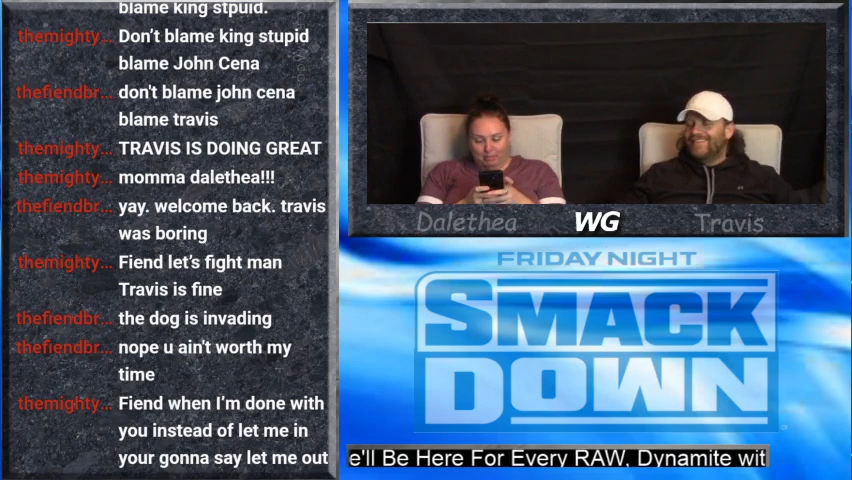 blame king stpuid.
themighty... Don't blame king stupid
blame John Cena
thefiendbr... don't blame john cena
blame travis
themighty... TRAVIS IS DOING GREAT
themighty... momma dalethea!!!
thefiendbr... yay. welcome back. travis
was boring
themighty... Fiend let's fight man
Travis is fine
thefiendbr... the dog is invading
thefiendbr... nope u ain't worth my
time
themighty... Fiend when I'm done with
you instead of let me in
your gonna say let me out
Dalethea WG Travis
FRIDAY NIGHT
SMACK
DOWN
e'll Be Here For Every RAW, Dynamite wit